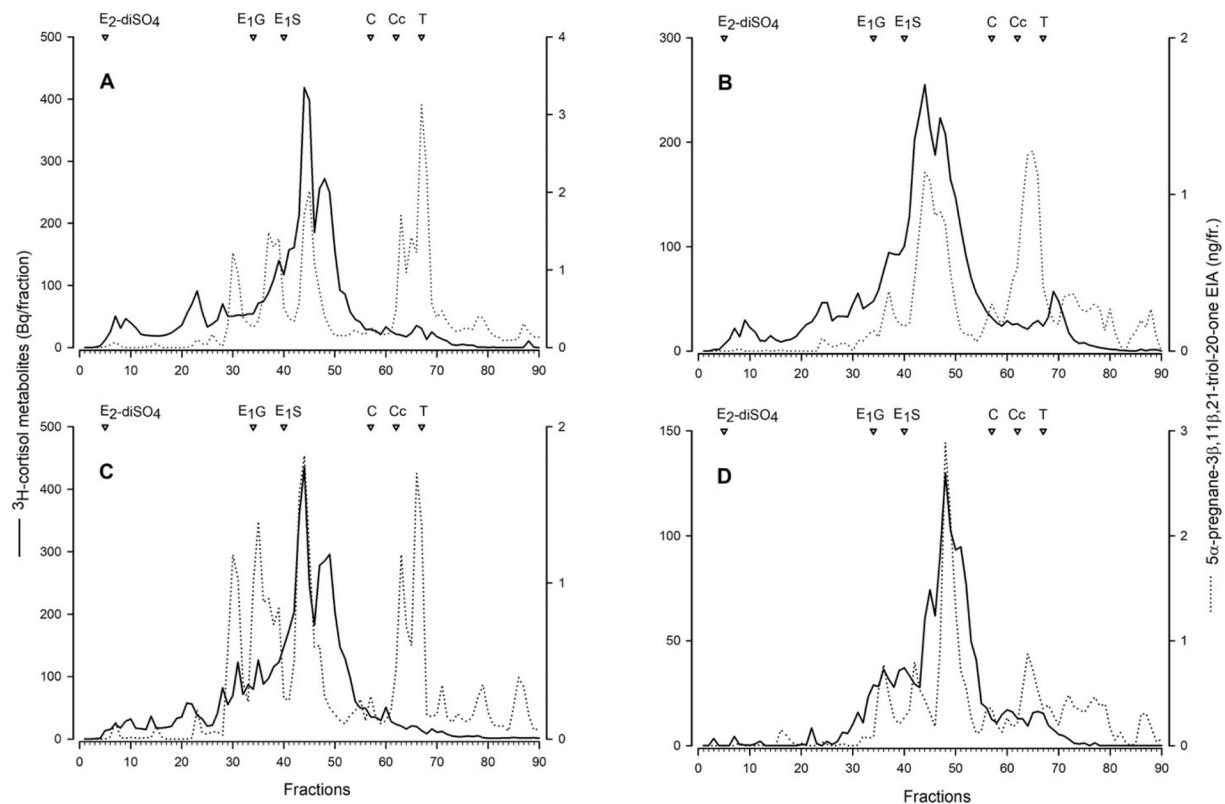 E2-diSO4 E1G E1S C Cc T
E2-diSO4 E1G E1S C Cc T
500 4 300 2
A B
400 3 200
300 2 1
200 100
100 1
0 0 0 0
0 10 20 30 40 50 60 70 80 90
0 10 20 30 40 50 60 70 80 90
E2-diSO4 E1G E1S C Cc T
E2-diSO4 E1G E1S C Cc T
500 2 150 3
C D
400 100 2
300 1
200 50 1
100
0 0 0 0
0 10 20 30 40 50 60 70 80 90
0 10 20 30 40 50 60 70 80 90
Fractions
Fractions
3H-cortisol metabolites (Bq/fraction)
5α-pregnane-3β,11β,21-triol-20-one EIA (ng/fr.)